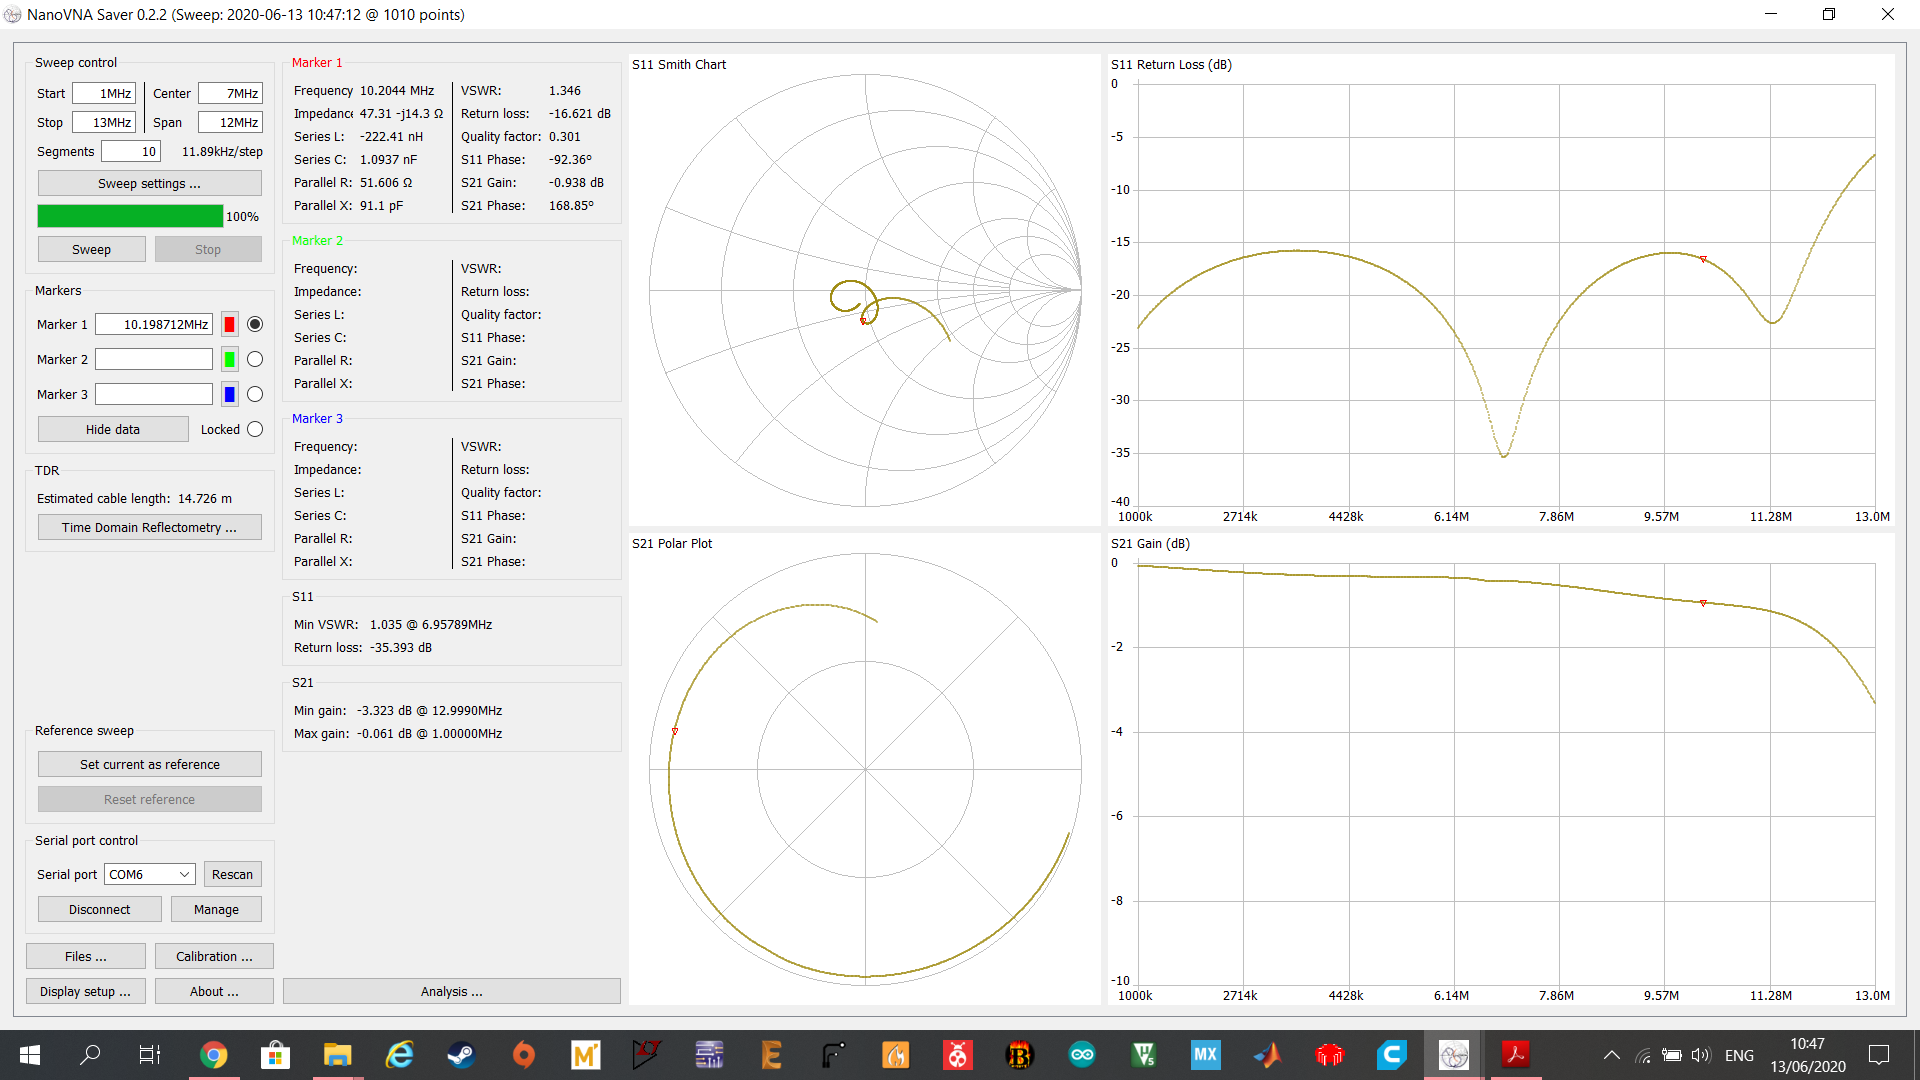 NanoVNA Saver 0.2.2 (Sweep: 2020-06-13 10:47:12 @ 1010 points)
Sweep control
Start 1MHz Center 7MHz
Stop 13MHz Span 12MHz
Segments 10 11.89kHz/step
Sweep settings ...
100%
Sweep Stop
Markers
Marker 1 10.198712MHz
Marker 2
Marker 3
Hide data Locked
TDR
Estimated cable length: 14.726 m
Time Domain Reflectometry ...
Reference sweep
Set current as reference
Reset reference
Serial port control
Serial port COM6 Rescan
Disconnect Manage
Files ... Calibration ...
Display setup ... About ...
Marker 1
Frequency 10.2044 MHz VSWR: 1.346
Impedanc 47.31 -j14.3 Ω Return loss: -16.621 dB
Series L: -222.41 nH Quality factor: 0.301
Series C: 1.0937 nF S11 Phase: -92.36°
Parallel R: 51.606 Ω S21 Gain: -0.938 dB
Parallel X: 91.1 pF S21 Phase: 168.85°
Marker 2
Frequency: VSWR:
Impedance: Return loss:
Series L: Quality factor:
Series C: S11 Phase:
Parallel R: S21 Gain:
Parallel X: S21 Phase:
Marker 3
Frequency: VSWR:
Impedance: Return loss:
Series L: Quality factor:
Series C: S11 Phase:
Parallel R: S21 Gain:
Parallel X: S21 Phase:
S11
Min VSWR: 1.035 @ 6.95789MHz
Return loss: -35.393 dB
S21
Min gain: -3.323 dB @ 12.9990MHz
Max gain: -0.061 dB @ 1.00000MHz
Analysis ...
S11 Smith Chart
S11 Return Loss (dB)
0
-5
-10
-15
-20
-25
-30
-35
-40
1000k 2714k 4428k 6.14M 7.86M 9.57M 11.28M 13.0M
S21 Polar Plot
S21 Gain (dB)
0
-2
-4
-6
-8
-10
1000k 2714k 4428k 6.14M 7.86M 9.57M 11.28M 13.0M
MX
ENG
10:47
13/06/2020